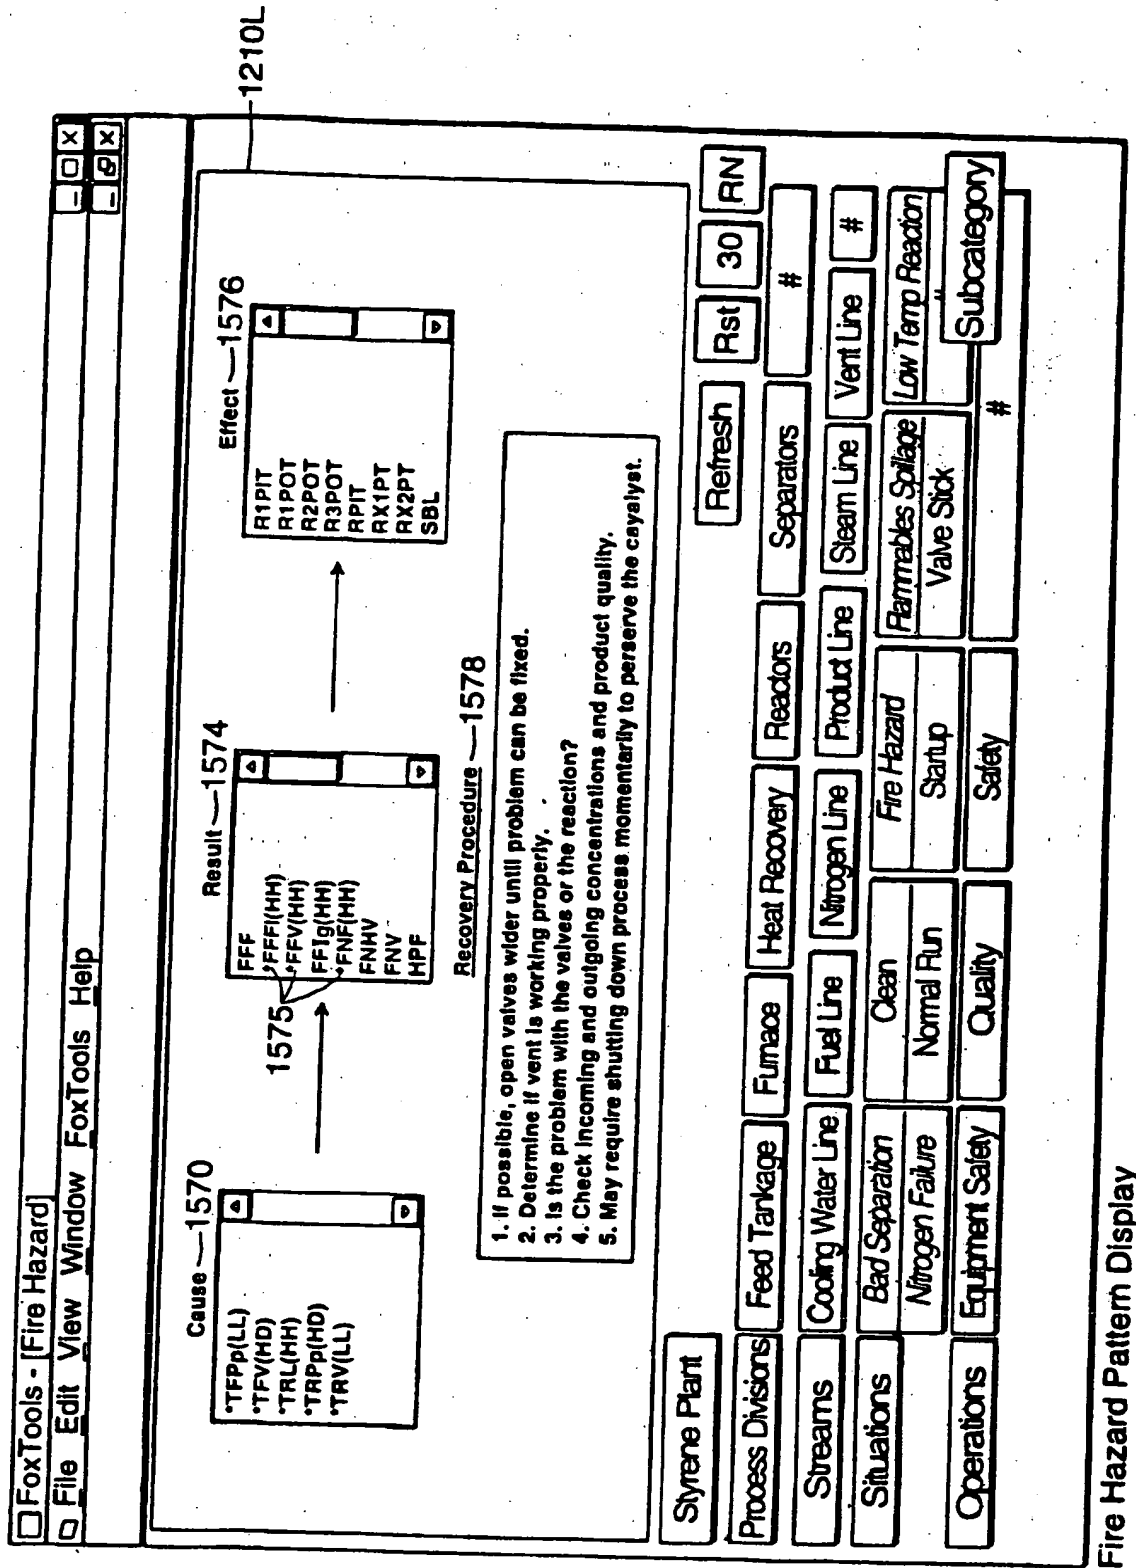 FoxTools - [Fire Hazard]
File Edit View Window FoxTools Help
1210L
Cause 1570
*TFPp(LL)
*TFV(HD)
*TRL(HH)
*TRPp(HD)
*TRV(LL)
Result 1574
FFF
*FFFI(HH)
*FFV(HH)
FFIg(HH)
*FNF(HH)
FNHV
FNV
HPF
1575
Effect 1576
R1PIT
R1POT
R2POT
R3POT
RPIT
RX1PT
RX2PT
SBL
Recovery Procedure 1578
1. If possible, open valves wider until problem can be fixed.
2. Determine if vent is working properly.
3. Is the problem with the valves or the reaction?
4. Check incoming and outgoing concentrations and product quality.
5. May require shutting down process momentarily to perserve the cayalyst.
Styrene Plant Refresh Rst 30 RN
Process Divisions Feed Tankage Furnace Heat Recovery Reactors Separators #
Streams Cooling Water Line Fuel Line Nitrogen Line Product Line Steam Line Vent Line #
Situations Bad Separation Clean Fire Hazard Flammables Spillage Low Temp Reaction
Nitrogen Failure Normal Run Startup Valve Stick #
Subcategory
Operations Equipment Safety Quality Safety #
Fire Hazard Pattern Display